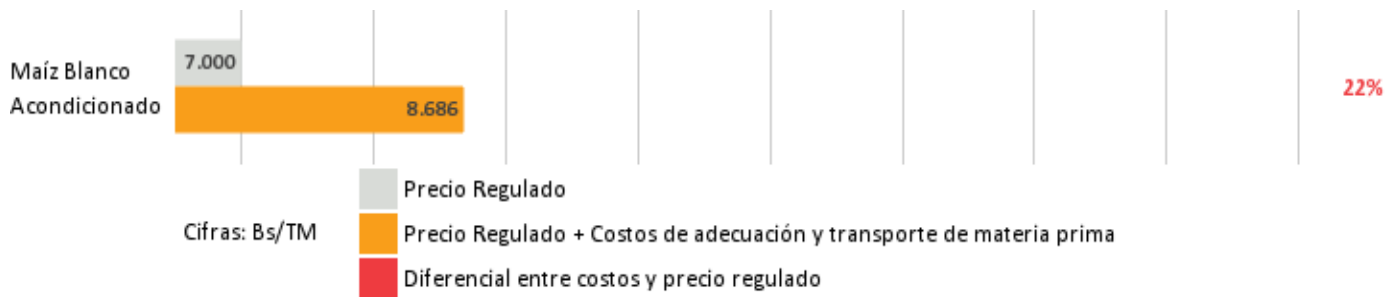 Maíz Blanco
Acondicionado
7.000
8.686
22%
Cifras: Bs/TM
Precio Regulado
Precio Regulado + Costos de adecuación y transporte de materia prima
Diferencial entre costos y precio regulado